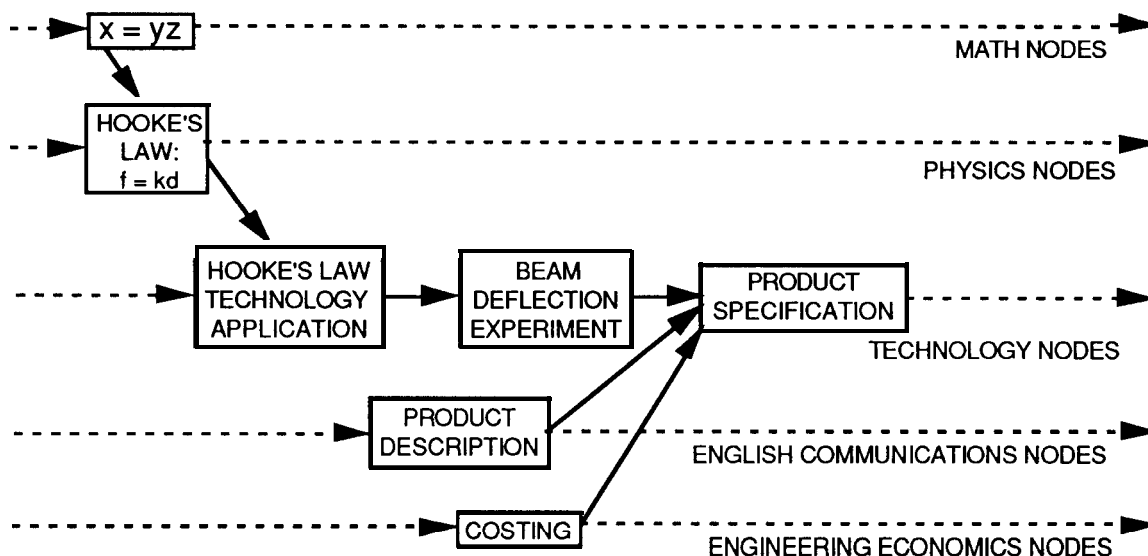 x = yz
MATH NODES
HOOKE'S
LAW:
f = kd
PHYSICS NODES
HOOKE'S LAW
TECHNOLOGY
APPLICATION
BEAM
DEFLECTION
EXPERIMENT
PRODUCT
SPECIFICATION
TECHNOLOGY NODES
PRODUCT
DESCRIPTION
ENGLISH COMMUNICATIONS NODES
COSTING
ENGINEERING ECONOMICS NODES